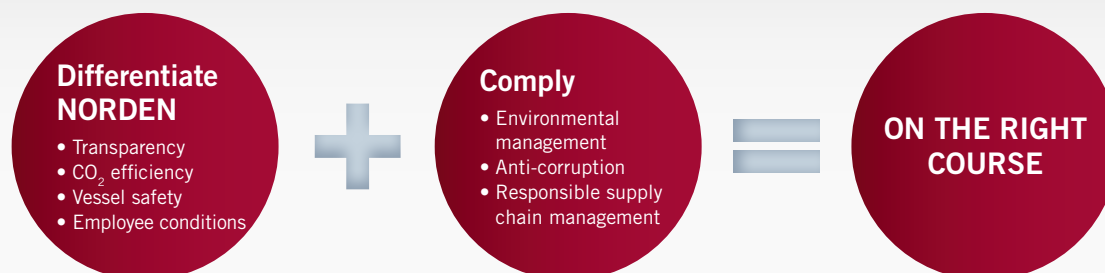 Differentiate
NORDEN
• Transparency
• CO₂ efficiency
• Vessel safety
• Employee conditions
Comply
• Environmental
management
• Anti-corruption
• Responsible supply
chain management
ON THE RIGHT
COURSE